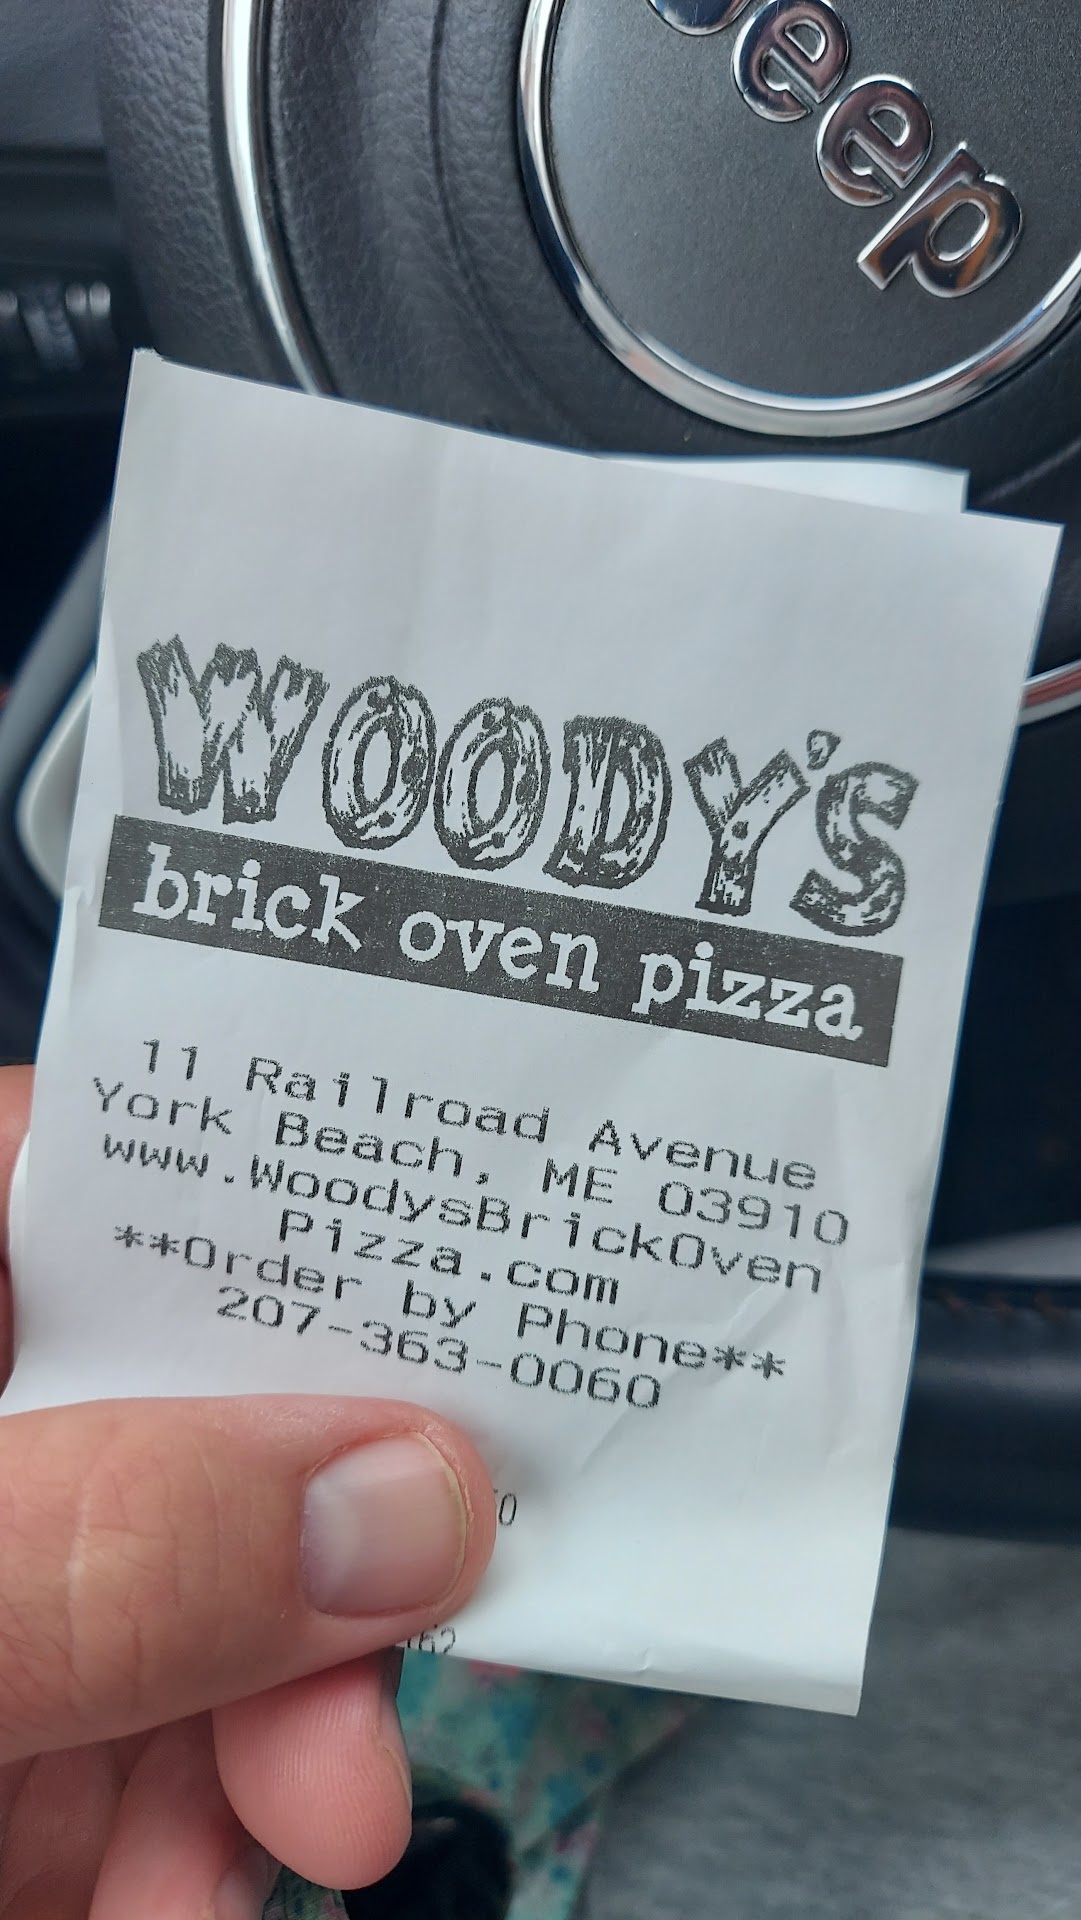 Jeep
WOODY'S
brick oven pizza
11 Railroad Avenue
York Beach, ME 03910
www.WoodysBrickOven
Pizza.com
**Order by Phone**
207-363-0060